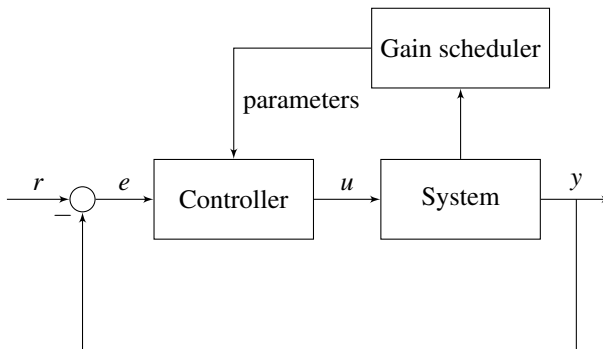 Gain scheduler
parameters
r
e
Controller
u
System
y
−